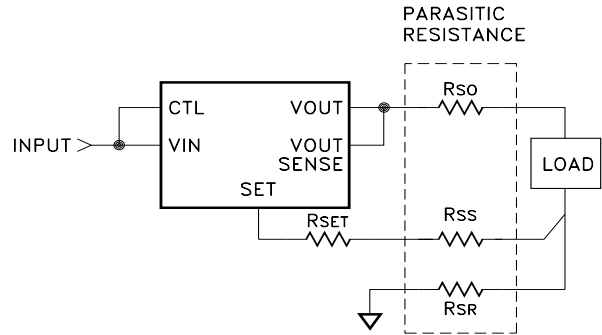 PARASITIC
RESISTANCE
RSO
CTL
VOUT
INPUT
VIN
VOUT
SENSE
LOAD
SET
RSET
RSS
RSR